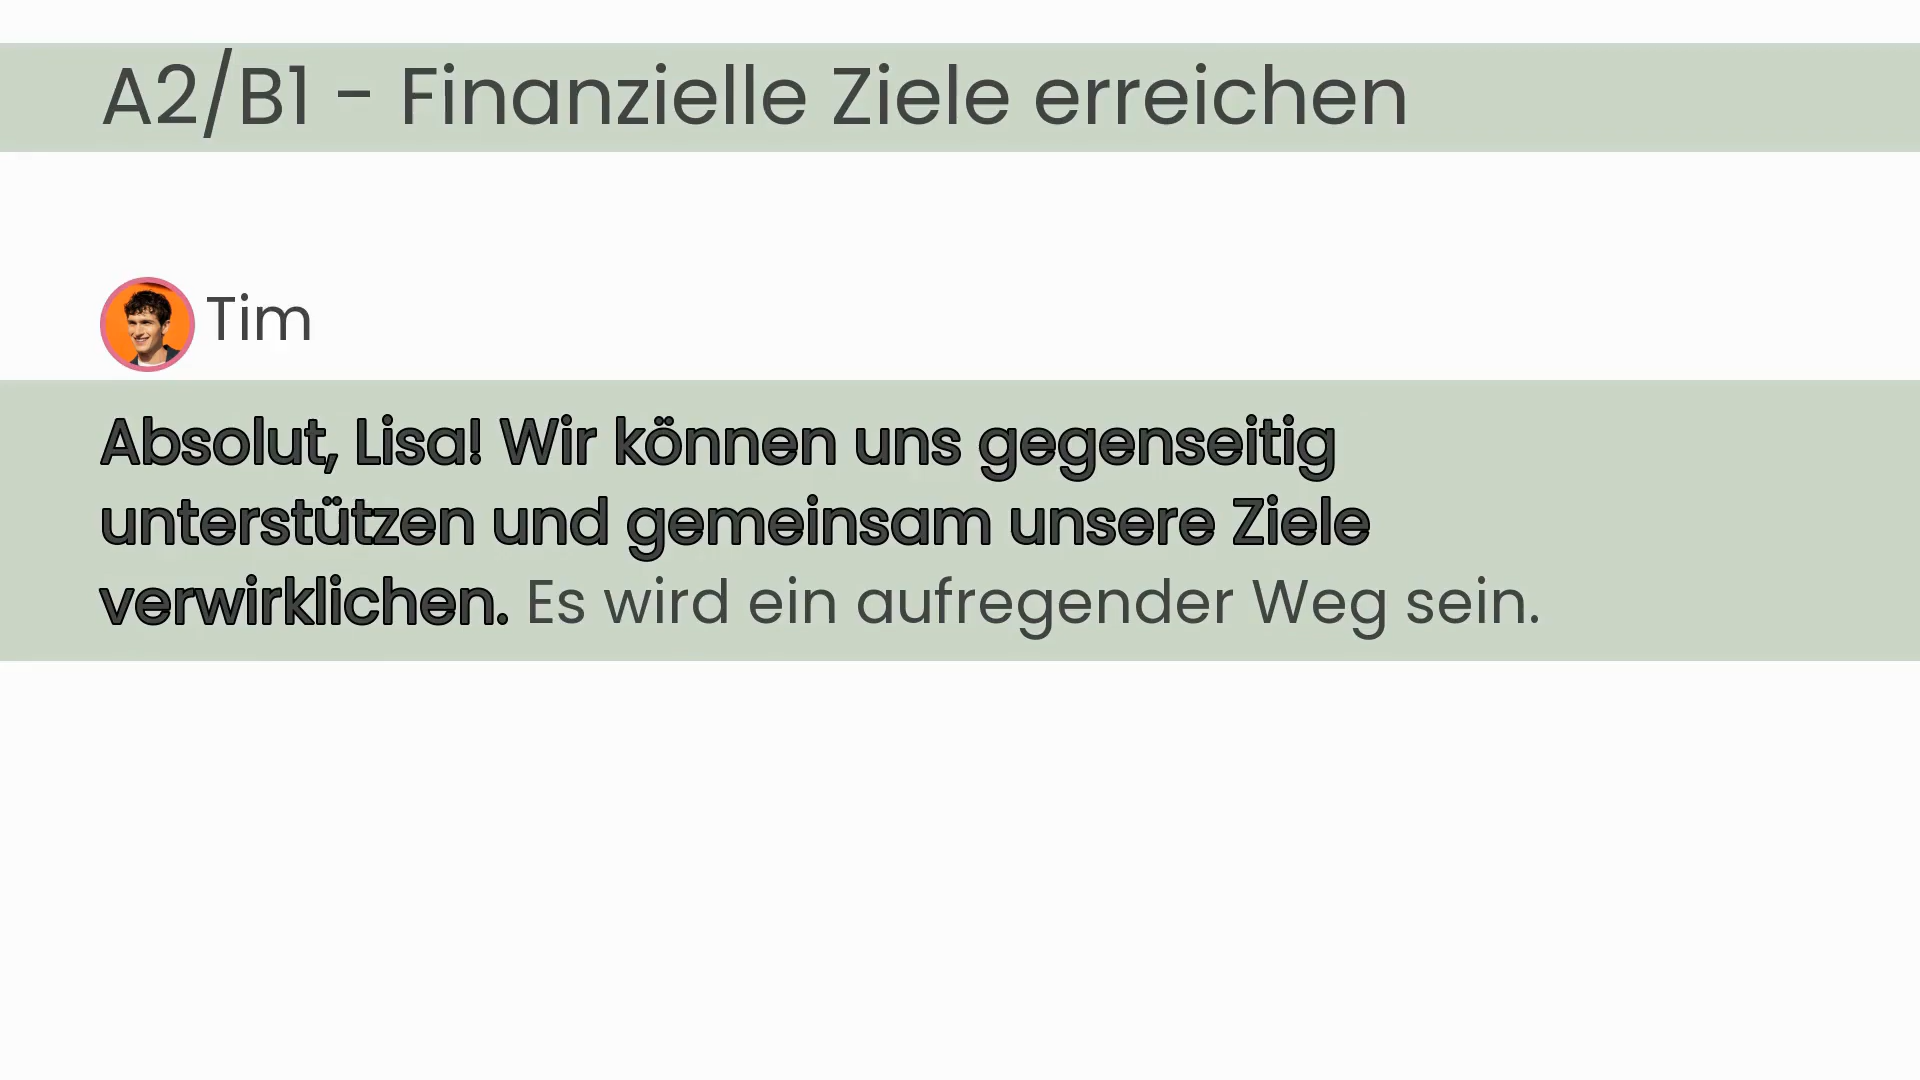 A2/B1 - Finanzielle Ziele erreichen
Tim
Absolut, Lisa! Wir können uns gegenseitig
unterstützen und gemeinsam unsere Ziele
verwirklichen. Es wird ein aufregender Weg sein.